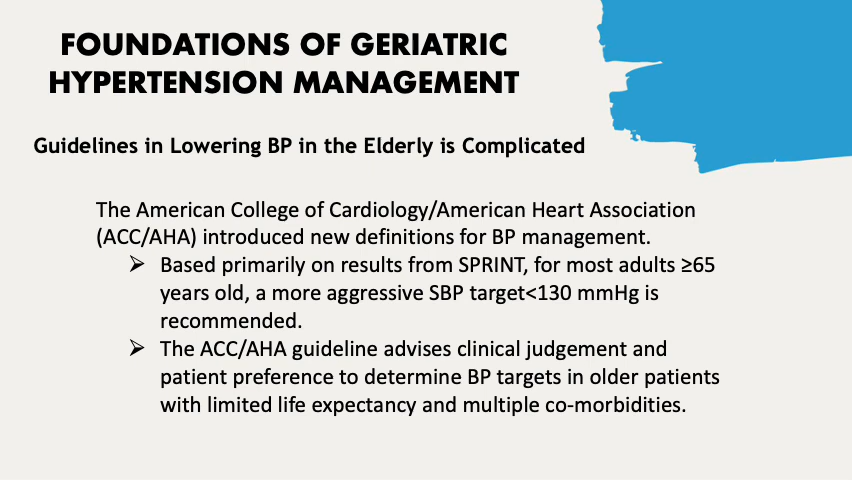 FOUNDATIONS OF GERIATRIC
HYPERTENSION MANAGEMENT
Guidelines in Lowering BP in the Elderly is Complicated
The American College of Cardiology/American Heart Association
(ACC/AHA) introduced new definitions for BP management.
➢ Based primarily on results from SPRINT, for most adults ≥65
years old, a more aggressive SBP target<130 mmHg is
recommended.
➢ The ACC/AHA guideline advises clinical judgement and
patient preference to determine BP targets in older patients
with limited life expectancy and multiple co-morbidities.